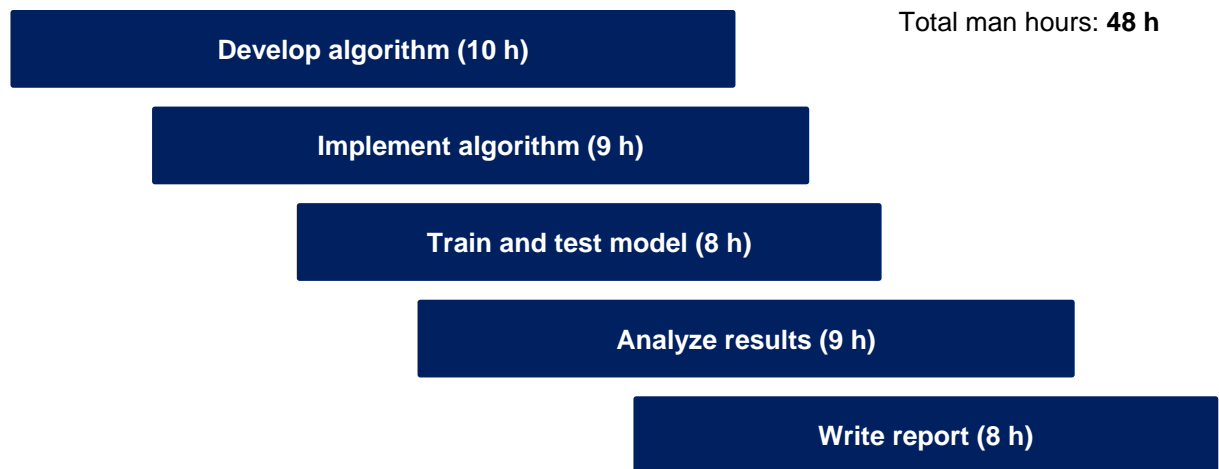 Total man hours: 48 h
Develop algorithm (10 h)
Implement algorithm (9 h)
Train and test model (8 h)
Analyze results (9 h)
Write report (8 h)